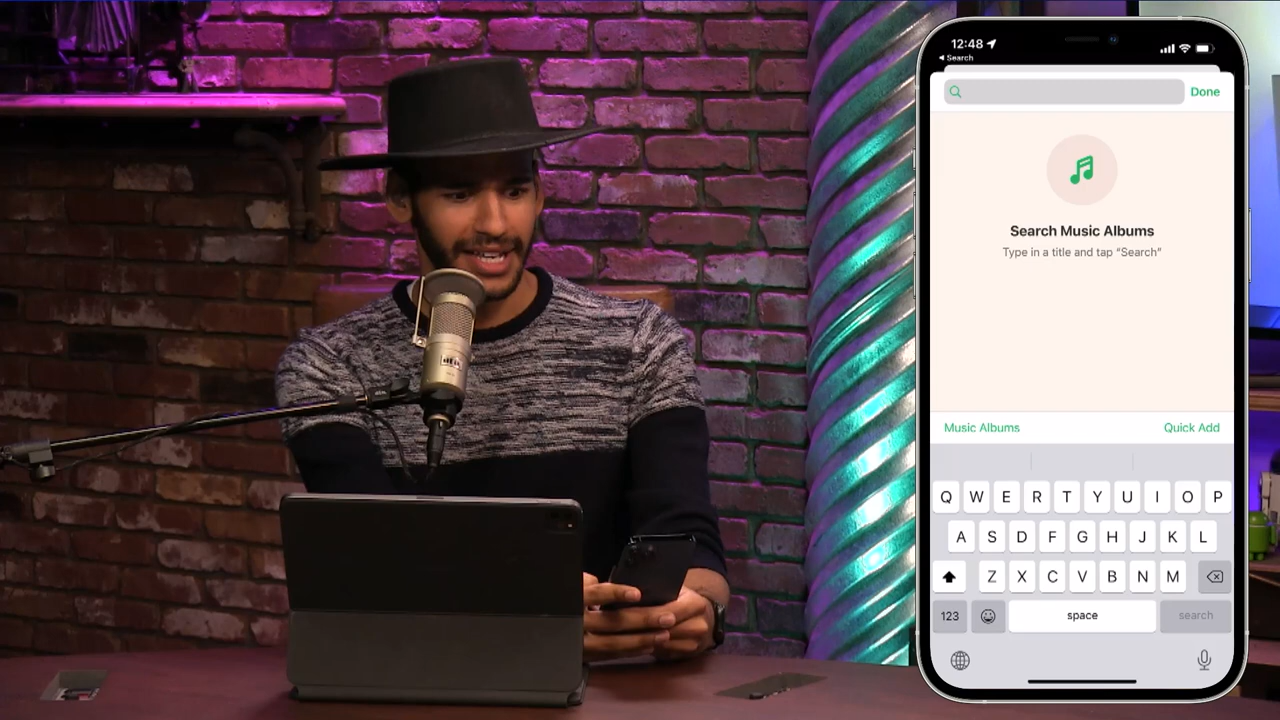 12:48
Search
Done
Search Music Albums
Type in a title and tap “Search”
Music Albums
Quick Add
Q W E R T Y U I O P
A S D F G H J K L
Z X C V B N M
123
space
search